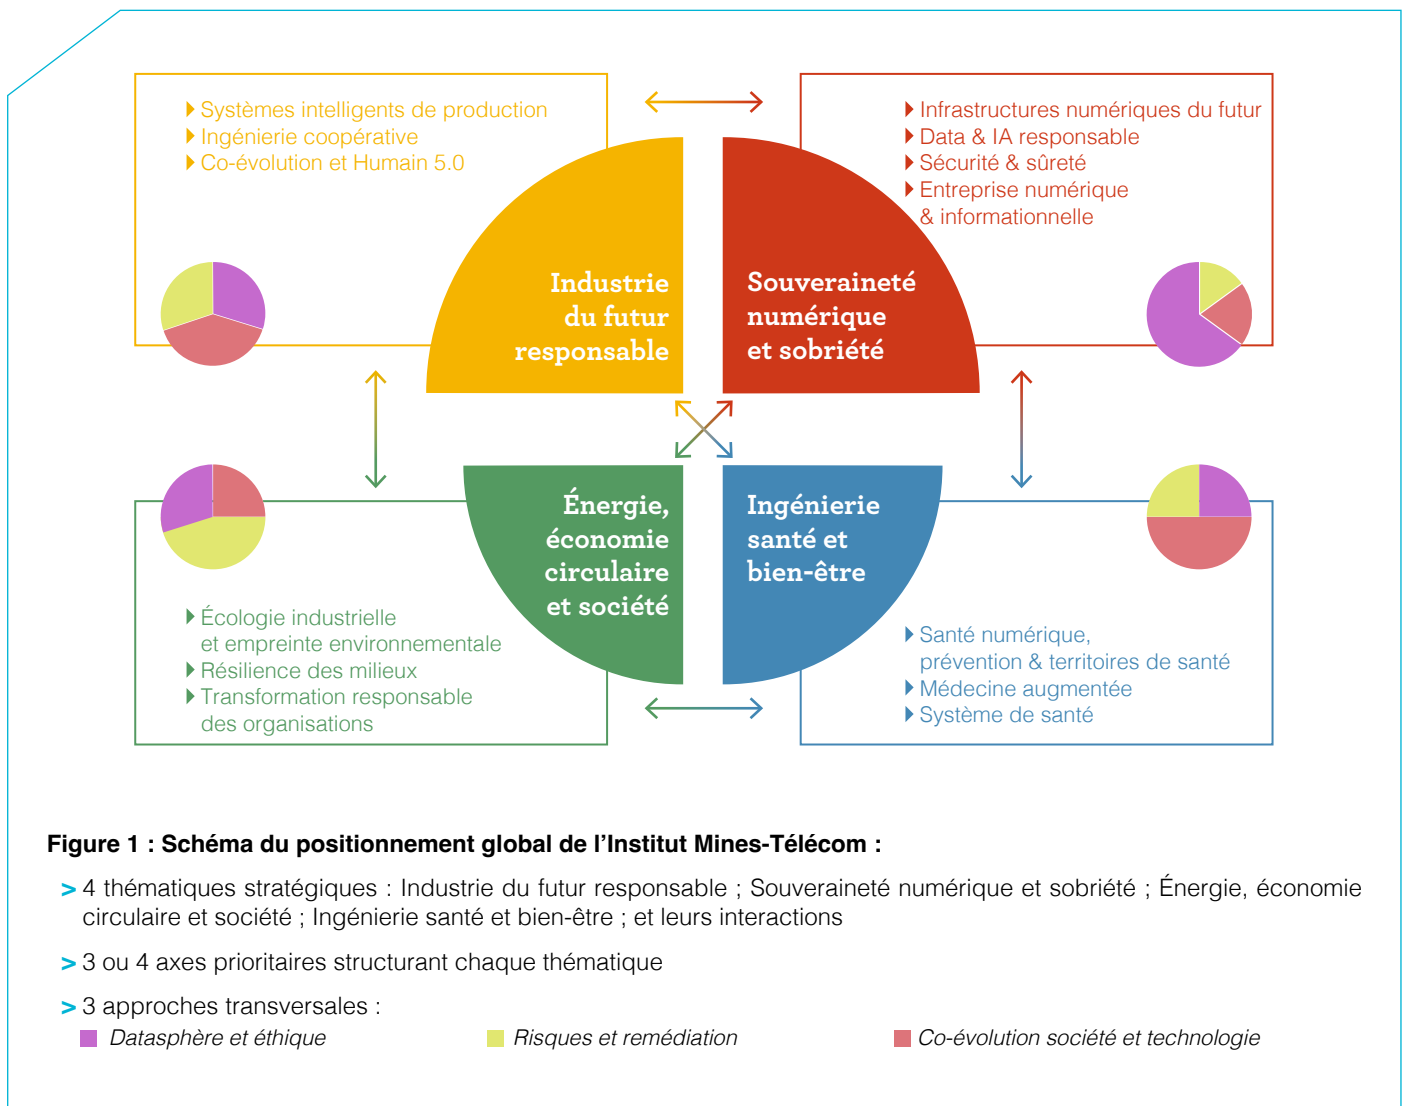 Systèmes intelligents de production
Ingénierie coopérative
Co-évolution et Humain 5.0
Infrastructures numériques du futur
Data & IA responsable
Sécurité & sûreté
Entreprise numérique
& informationnelle
Industrie
du futur
responsable
Souveraineté
numérique
et sobriété
Énergie,
économie
circulaire
et société
Ingénierie
santé et
bien-être
Écologie industrielle
et empreinte environnementale
Résilience des milieux
Transformation responsable
des organisations
Santé numérique,
prévention & territoires de santé
Médecine augmentée
Système de santé
Figure 1 : Schéma du positionnement global de l’Institut Mines-Télécom :
> 4 thématiques stratégiques : Industrie du futur responsable ; Souveraineté numérique et sobriété ; Énergie, économie
circulaire et société ; Ingénierie santé et bien-être ; et leurs interactions
> 3 ou 4 axes prioritaires structurant chaque thématique
> 3 approches transversales :
Datasphère et éthique
Risques et remédiation
Co-évolution société et technologie